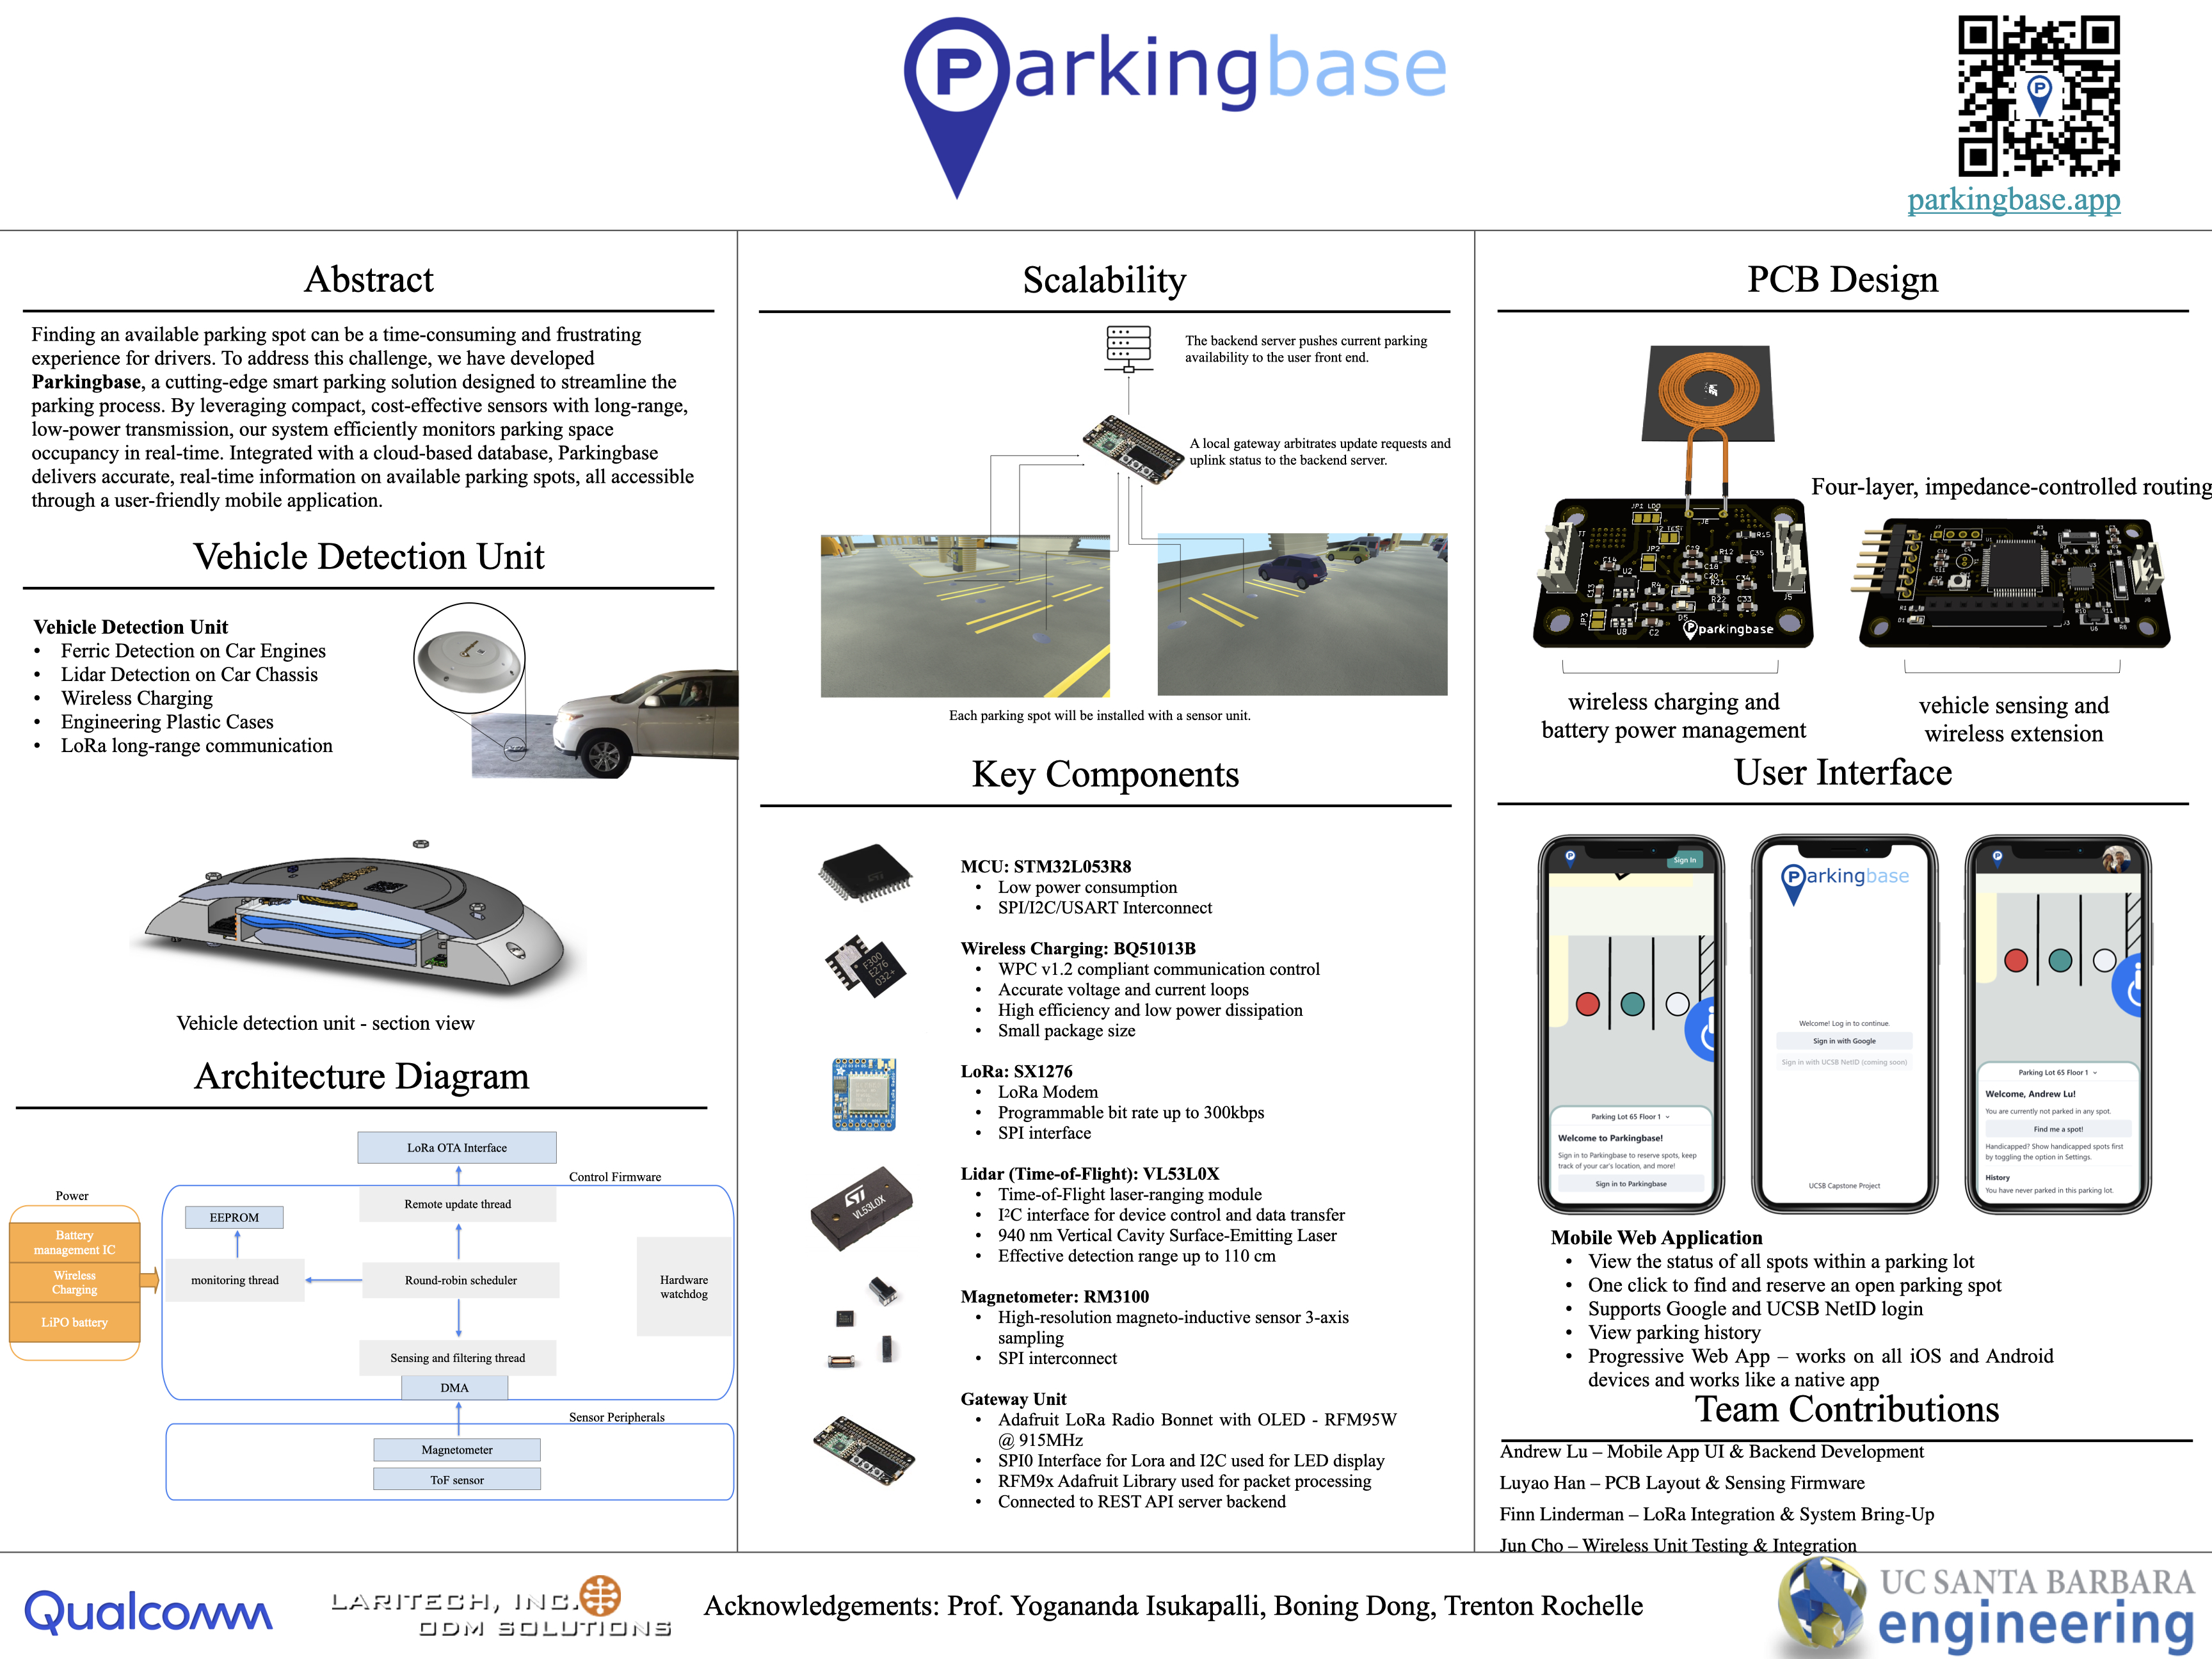 Parkingbase
parkingbase.app
Abstract
Finding an available parking spot can be a time-consuming and frustrating
experience for drivers. To address this challenge, we have developed
Parkingbase, a cutting-edge smart parking solution designed to streamline the
parking process. By leveraging compact, cost-effective sensors with long-range,
low-power transmission, our system efficiently monitors parking space
occupancy in real-time. Integrated with a cloud-based database, Parkingbase
delivers accurate, real-time information on available parking spots, all accessible
through a user-friendly mobile application.
Vehicle Detection Unit
Vehicle Detection Unit
• Ferric Detection on Car Engines
• Lidar Detection on Car Chassis
• Wireless Charging
• Engineering Plastic Cases
• LoRa long-range communication
Vehicle detection unit - section view
Architecture Diagram
LoRa OTA Interface
Control Firmware
Power
Remote update thread
EEPROM
Battery
management IC
Wireless
Charging
LiPO battery
monitoring thread
Round-robin scheduler
Hardware
watchdog
Sensing and filtering thread
DMA
Sensor Peripherals
Magnetometer
ToF sensor
Scalability
The backend server pushes current parking
availability to the user front end.
A local gateway arbitrates update requests and
uplink status to the backend server.
Each parking spot will be installed with a sensor unit.
Key Components
MCU: STM32L053R8
• Low power consumption
• SPI/I2C/USART Interconnect
F300
E276
032+
Wireless Charging: BQ51013B
• WPC v1.2 compliant communication control
• Accurate voltage and current loops
• High efficiency and low power dissipation
• Small package size
LoRa: SX1276
• LoRa Modem
• Programmable bit rate up to 300kbps
• SPI interface
ST
VL53L0X
Lidar (Time-of-Flight): VL53L0X
• Time-of-Flight laser-ranging module
• I²C interface for device control and data transfer
• 940 nm Vertical Cavity Surface-Emitting Laser
• Effective detection range up to 110 cm
Magnetometer: RM3100
• High-resolution magneto-inductive sensor 3-axis
sampling
• SPI interconnect
Gateway Unit
• Adafruit LoRa Radio Bonnet with OLED - RFM95W
@ 915MHz
• SPI0 Interface for Lora and I2C used for LED display
• RFM9x Adafruit Library used for packet processing
• Connected to REST API server backend
PCB Design
Four-layer, impedance-controlled routing
JP1 LDO
JP2
U2
R4
R12
C35
C18
C20
R21
R22
C33
D5
C13
JP3
U8
C2
J5
R15
parkingbase
wireless charging and
battery power management
vehicle sensing and
wireless extension
User Interface
Sign In
Parking Lot 65 Floor 1
Welcome to Parkingbase!
Sign in to Parkingbase to reserve spots, keep
track of your car's location, and more!
Sign in to Parkingbase
Parkingbase
Welcome! Log in to continue.
Sign in with Google
Sign in with UCSB NetID (coming soon)
UCSB Capstone Project
Parking Lot 65 Floor 1
Welcome, Andrew Lu!
You are currently not parked in any spot.
Find me a spot!
Handicapped? Show handicapped spots first
by toggling the option in Settings.
History
You have never parked in this parking lot.
Mobile Web Application
• View the status of all spots within a parking lot
• One click to find and reserve an open parking spot
• Supports Google and UCSB NetID login
• View parking history
• Progressive Web App – works on all iOS and Android
devices and works like a native app
Team Contributions
Andrew Lu – Mobile App UI & Backend Development
Luyao Han – PCB Layout & Sensing Firmware
Finn Linderman – LoRa Integration & System Bring-Up
Jun Cho – Wireless Unit Testing & Integration
Qualcomm
LARITECH, INC.
ODM SOLUTIONS
Acknowledgements: Prof. Yogananda Isukapalli, Boning Dong, Trenton Rochelle
UC SANTA BARBARA
engineering